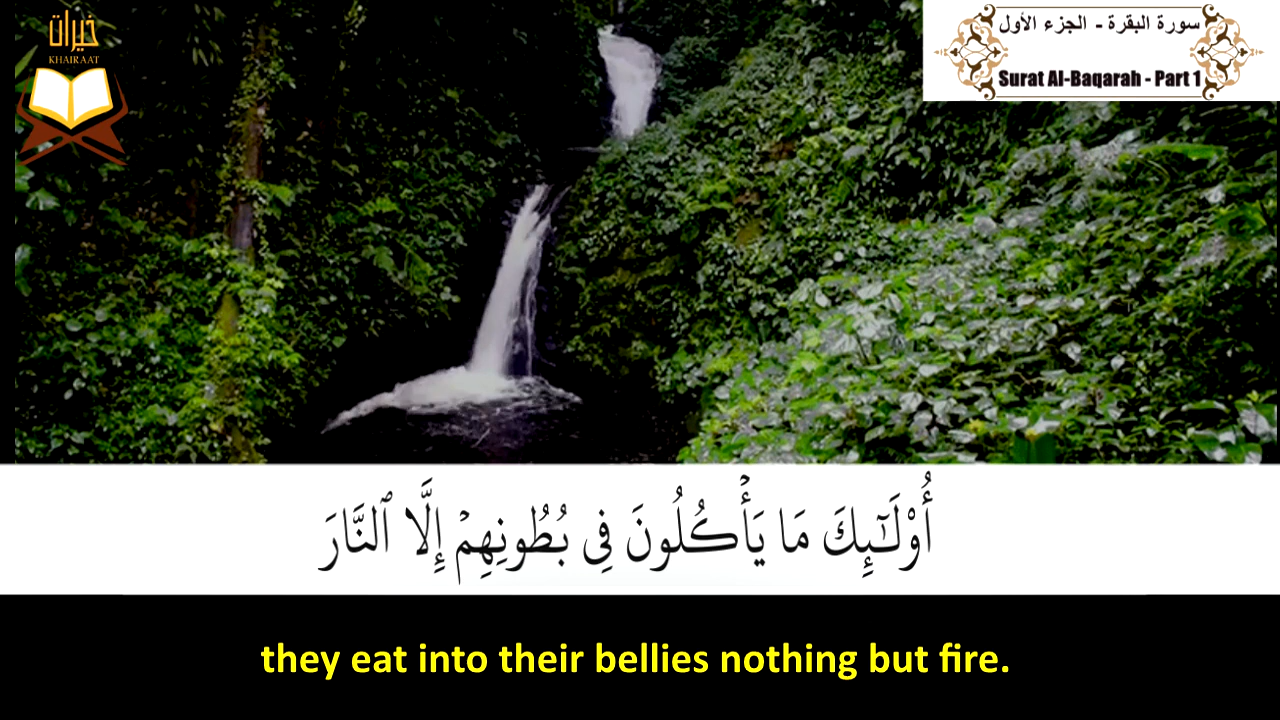 خيرات
KHAIRAAT
سورة البقرة - الجزء الأول
Surat Al-Baqarah - Part 1
أُو۟لَـٰٓئِكَ مَا يَأْكُلُونَ فِى بُطُونِهِمْ إِلَّا ٱلنَّارَ
they eat into their bellies nothing but fire.